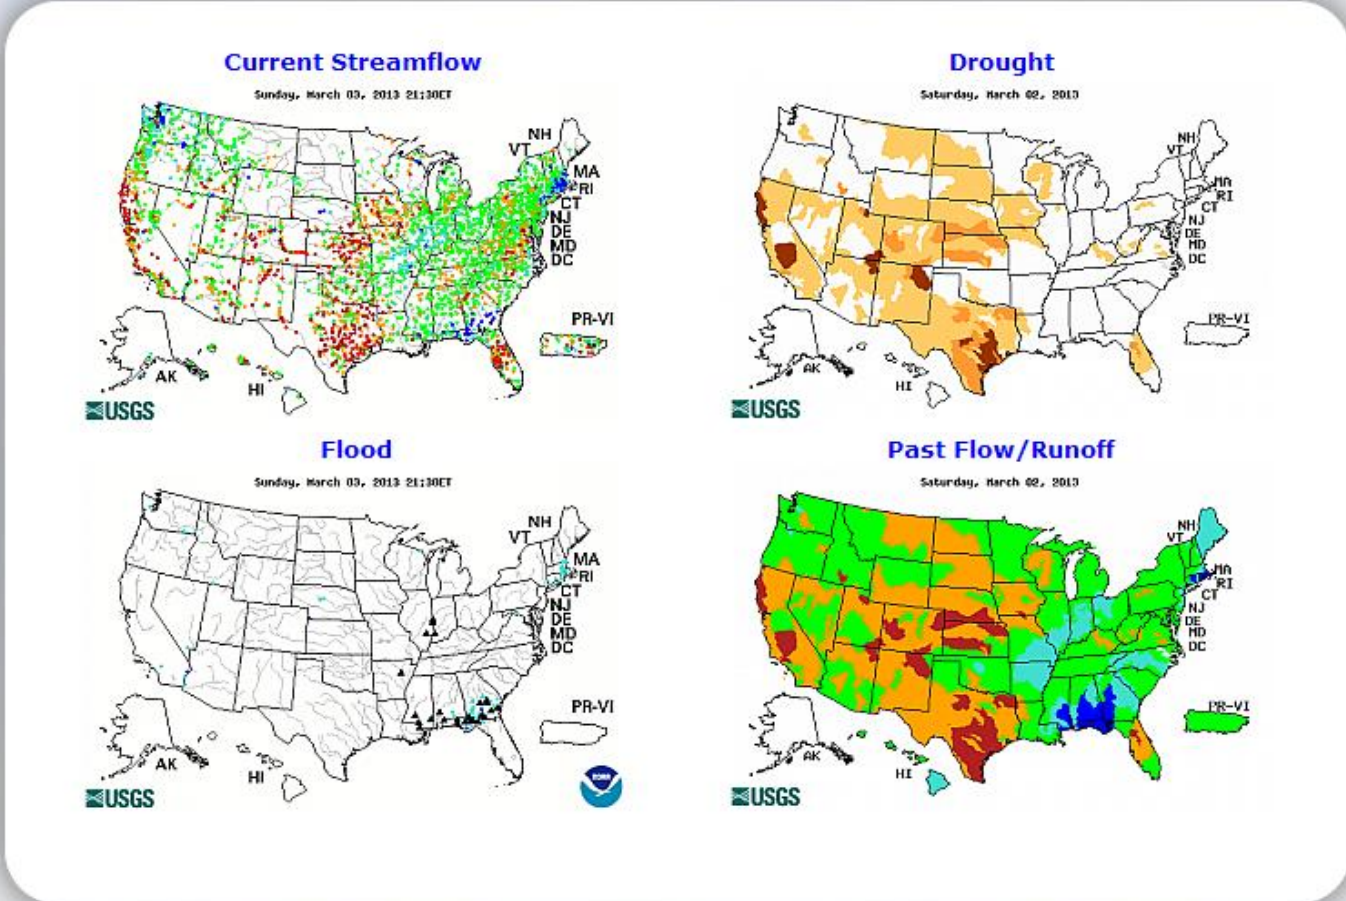 Current Streamflow
Sunday, March 03, 2013 21:30ET
NH
VT
MA
RI
CT
NJ
DE
MD
DC
PR-VI
AK
HI
USGS
Drought
Saturday, March 02, 2013
NH
VT
MA
RI
CT
NJ
DE
MD
DC
PR-VI
AK
HI
USGS
Flood
Sunday, March 03, 2013 21:30ET
NH
VT
MA
RI
CT
NJ
DE
MD
DC
PR-VI
AK
HI
USGS
NOAA
Past Flow/Runoff
Saturday, March 02, 2013
NH
VT
MA
RI
CT
NJ
DE
MD
DC
PR-VI
AK
HI
USGS